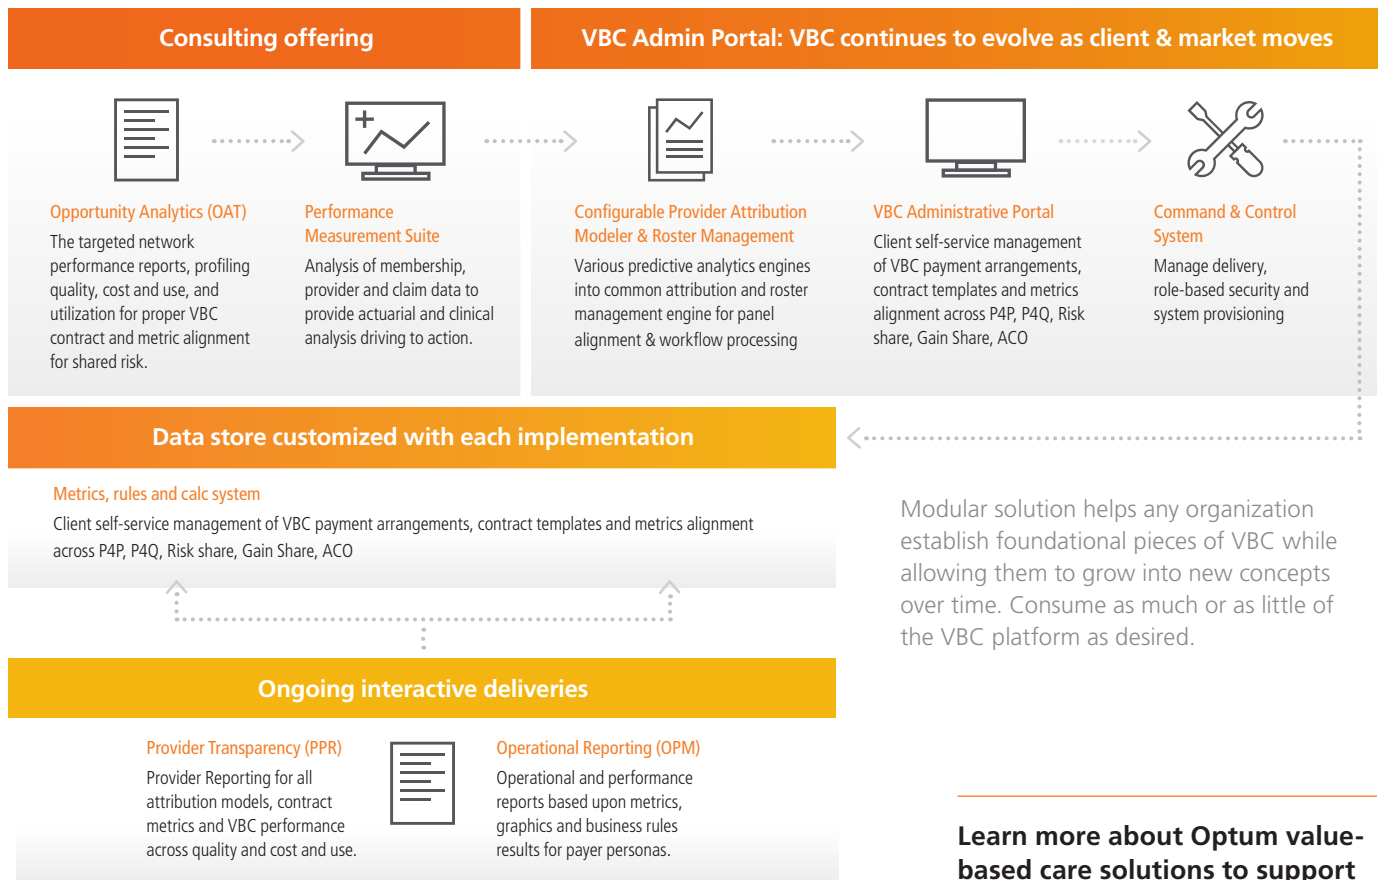 Consulting offering
VBC Admin Portal: VBC continues to evolve as client & market moves
Opportunity Analytics (OAT)
The targeted network
performance reports, profiling
quality, cost and use, and
utilization for proper VBC
contract and metric alignment
for shared risk.
Performance
Measurement Suite
Analysis of membership,
provider and claim data to
provide actuarial and clinical
analysis driving to action.
Configurable Provider Attribution
Modeler & Roster Management
Various predictive analytics engines
into common attribution and roster
management engine for panel
alignment & workflow processing
VBC Administrative Portal
Client self-service management
of VBC payment arrangements,
contract templates and metrics
alignment across P4P, P4Q, Risk
share, Gain Share, ACO
Command & Control
System
Manage delivery,
role-based security and
system provisioning
Data store customized with each implementation
Metrics, rules and calc system
Client self-service management of VBC payment arrangements, contract templates and metrics alignment
across P4P, P4Q, Risk share, Gain Share, ACO
Modular solution helps any organization
establish foundational pieces of VBC while
allowing them to grow into new concepts
over time. Consume as much or as little of
the VBC platform as desired.
Ongoing interactive deliveries
Provider Transparency (PPR)
Provider Reporting for all
attribution models, contract
metrics and VBC performance
across quality and cost and use.
Operational Reporting (OPM)
Operational and performance
reports based upon metrics,
graphics and business rules
results for payer personas.
Learn more about Optum value-
based care solutions to support